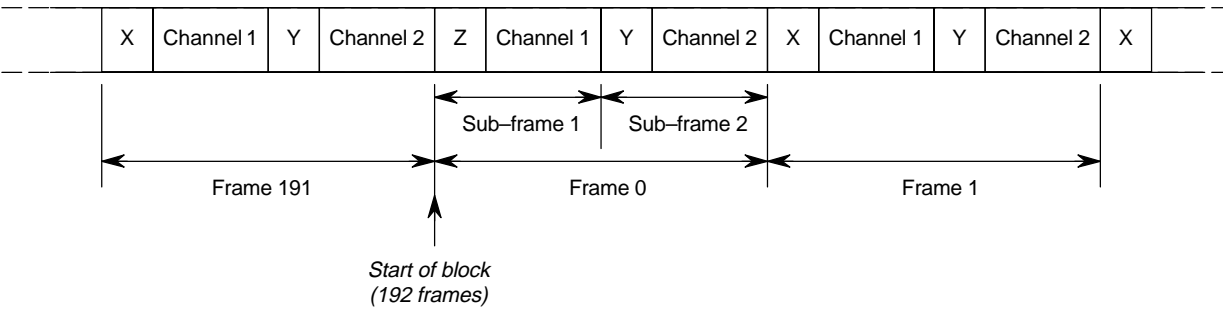 X Channel 1 Y Channel 2 Z Channel 1 Y Channel 2 X Channel 1 Y Channel 2 X
Sub–frame 1 Sub–frame 2
Frame 191 Frame 0 Frame 1
Start of block
(192 frames)